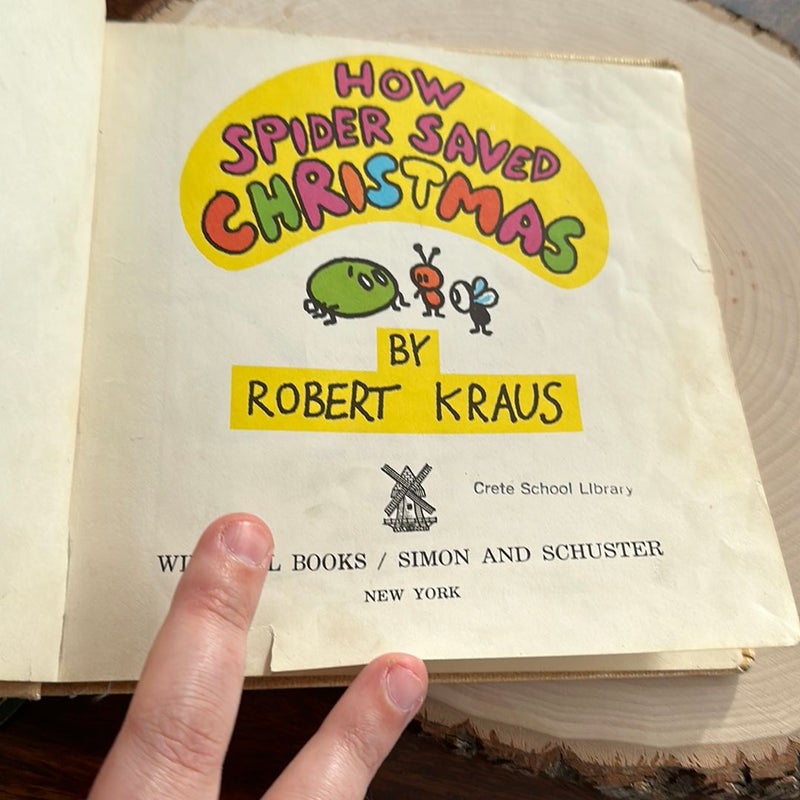 HOW
SPIDER SAVED
CHRISTMAS
BY
ROBERT KRAUS
Crete School Library
BOOKS / SIMON AND SCHUSTER
NEW YORK